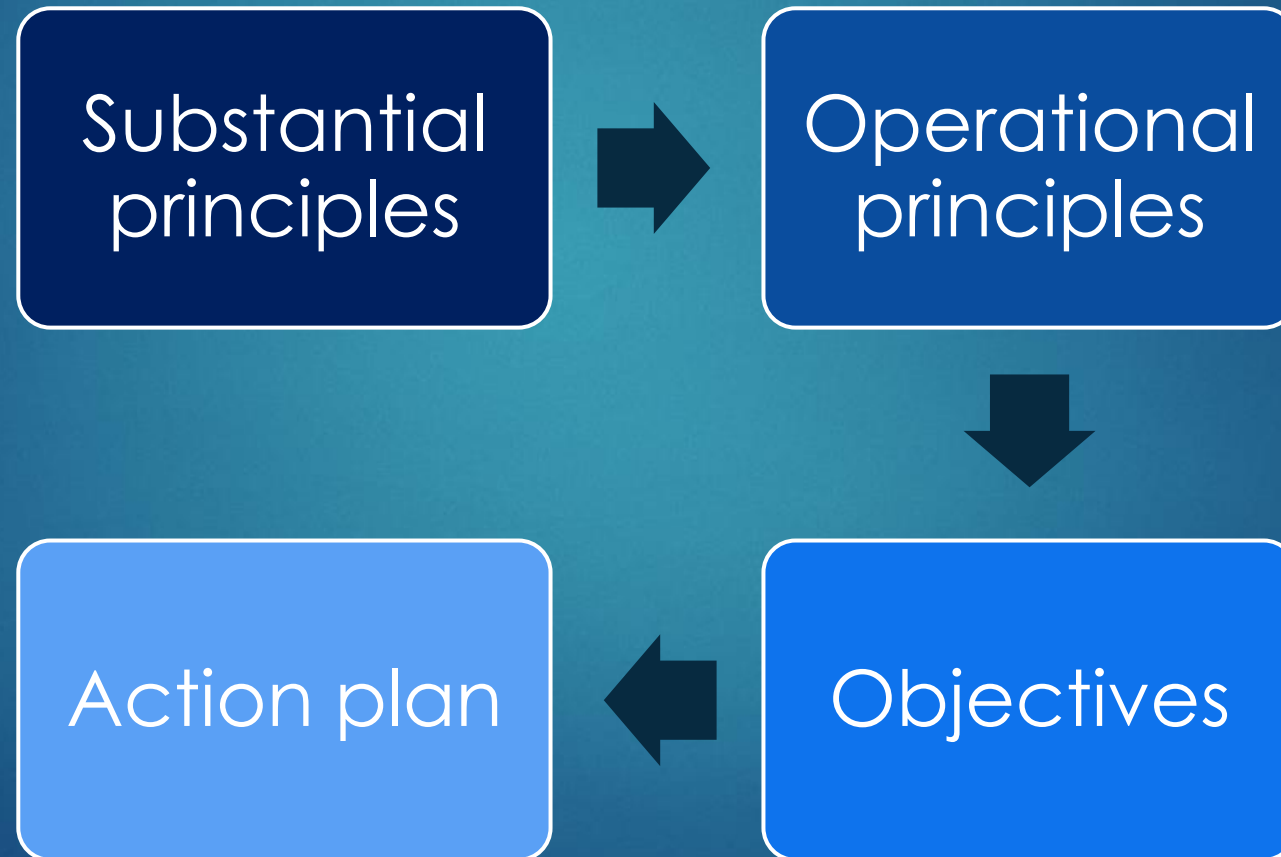 Substantial
principles
Operational
principles
Objectives
Action plan